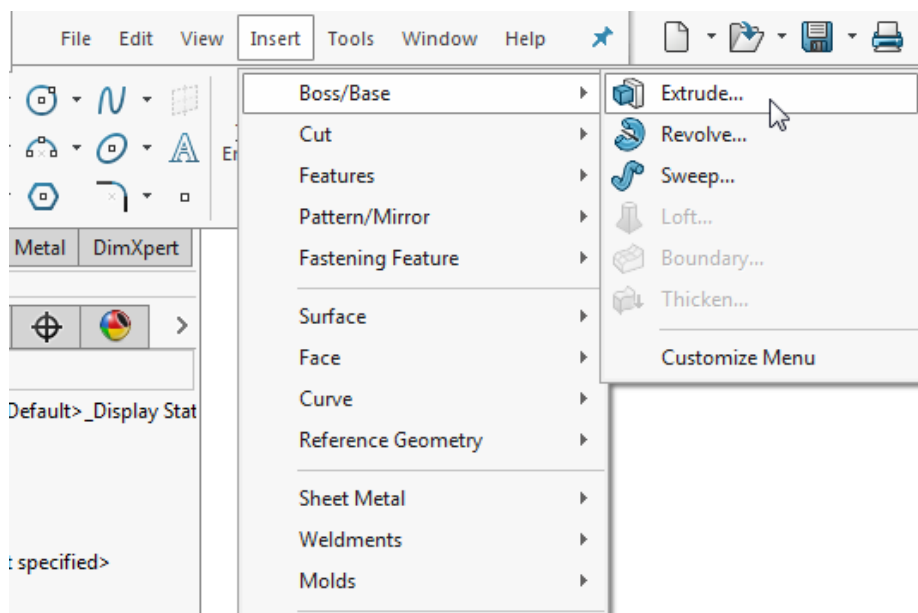 File Edit View Insert Tools Window Help
Boss/Base
Extrude...
Cut
Revolve...
Features
Sweep...
Pattern/Mirror
Loft...
Fastening Feature
Boundary...
Thicken...
Metal DimXpert
Surface
Face
Customize Menu
Curve
Default>_Display Stat
Reference Geometry
Sheet Metal
Weldments
specified>
Molds